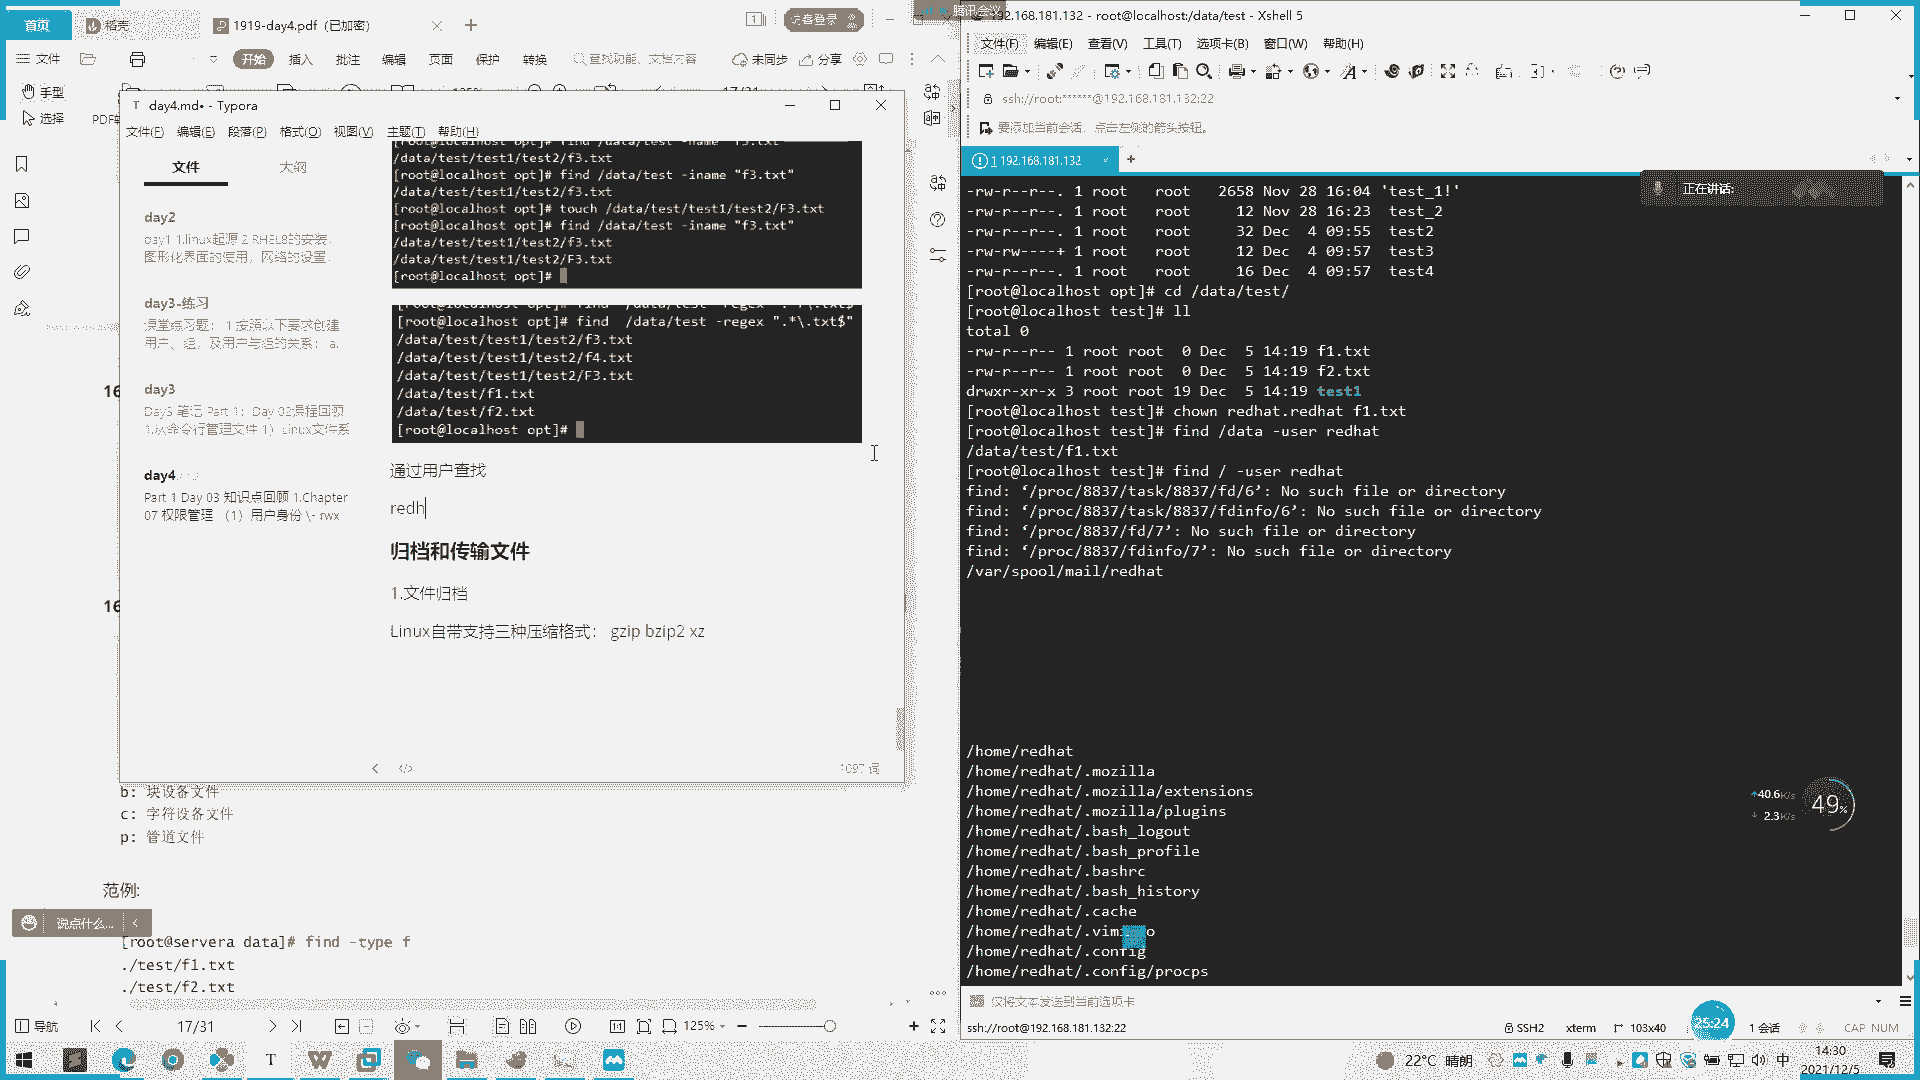 首页
稻壳
1919-day4.pdf (已加密)
访客登录
文件
开始
插入
批注
编辑
页面
保护
转换
查找功能、文档内容
未同步
分享
手型
选择
PDF
day4.md• - Typora
文件(F) 编辑(E) 段落(P) 格式(O) 视图(V) 主题(T) 帮助(H)
文件
大纲
day2
day1 1.linux起源 2 RHEL8的安装、
图形化界面的使用、网络的设置、
day3-练习
课堂练习题: 1 按照以下要求创建
用户、组、及用户与组的关系: a.
day3
Day3 笔记 Part 1: Day 02课程回顾
1.从命令行管理文件 1) Linux文件系
day4
Part 1 Day 03 知识点回顾 1.Chapter
07 权限管理 (1) 用户身份 \- rwx
[root@localhost opt]# find /data/test -name "f3.txt"
/data/test/test1/test2/f3.txt
[root@localhost opt]# find /data/test -iname "f3.txt"
/data/test/test1/test2/f3.txt
[root@localhost opt]# touch /data/test/test1/test2/F3.txt
[root@localhost opt]# find /data/test -iname "f3.txt"
/data/test/test1/test2/f3.txt
/data/test/test1/test2/F3.txt
[root@localhost opt]#
[root@localhost opt]# find /data/test -regex
[root@localhost opt]# find  /data/test -regex ".*\.txt$"
/data/test/test1/test2/f3.txt
/data/test/test1/test2/f4.txt
/data/test/test1/test2/F3.txt
/data/test/f1.txt
/data/test/f2.txt
[root@localhost opt]#
通过用户查找
redh
归档和传输文件
1.文件归档
Linux自带支持三种压缩格式: gzip bzip2 xz
1097 词
16
16
b: 块设备文件
c: 字符设备文件
p: 管道文件
范例:
说点什么...
[root@servera data]# find -type f
./test/f1.txt
./test/f2.txt
导航
17/31
125%
腾讯会议
192.168.181.132 - root@localhost:/data/test - Xshell 5
文件(F) 编辑(E) 查看(V) 工具(T) 选项卡(B) 窗口(W) 帮助(H)
ssh://root:******@192.168.181.132:22
要添加当前会话，点击左侧的箭头按钮。
1 192.168.181.132
正在讲话:
-rw-r--r--. 1 root   root   2658 Nov 28 16:04 'test_1!'
-rw-r--r--. 1 root   root     12 Nov 28 16:23  test_2
-rw-r--r--. 1 root   root     32 Dec  4 09:55  test2
-rw-rw----+ 1 root   root     12 Dec  4 09:57  test3
-rw-r--r--. 1 root   root     16 Dec  4 09:57  test4
[root@localhost opt]# cd /data/test/
[root@localhost test]# ll
total 0
-rw-r--r-- 1 root root  0 Dec  5 14:19 f1.txt
-rw-r--r-- 1 root root  0 Dec  5 14:19 f2.txt
drwxr-xr-x 3 root root 19 Dec  5 14:19 test1
[root@localhost test]# chown redhat.redhat f1.txt
[root@localhost test]# find /data -user redhat
/data/test/f1.txt
[root@localhost test]# find / -user redhat
find: ‘/proc/8837/task/8837/fd/6’: No such file or directory
find: ‘/proc/8837/task/8837/fdinfo/6’: No such file or directory
find: ‘/proc/8837/fd/7’: No such file or directory
find: ‘/proc/8837/fdinfo/7’: No such file or directory
/var/spool/mail/redhat
/home/redhat
/home/redhat/.mozilla
/home/redhat/.mozilla/extensions
/home/redhat/.mozilla/plugins
/home/redhat/.bash_logout
/home/redhat/.bash_profile
/home/redhat/.bashrc
/home/redhat/.bash_history
/home/redhat/.cache
/home/redhat/.config
/home/redhat/.config/procps
40.6K/s
2.3K/s
49%
仅将文本发送到当前选项卡
ssh://root@192.168.181.132:22
25:24
SSH2
xterm
103x40
1 会话
CAP NUM
22°C 晴朗
中
14:30
2021/12/5